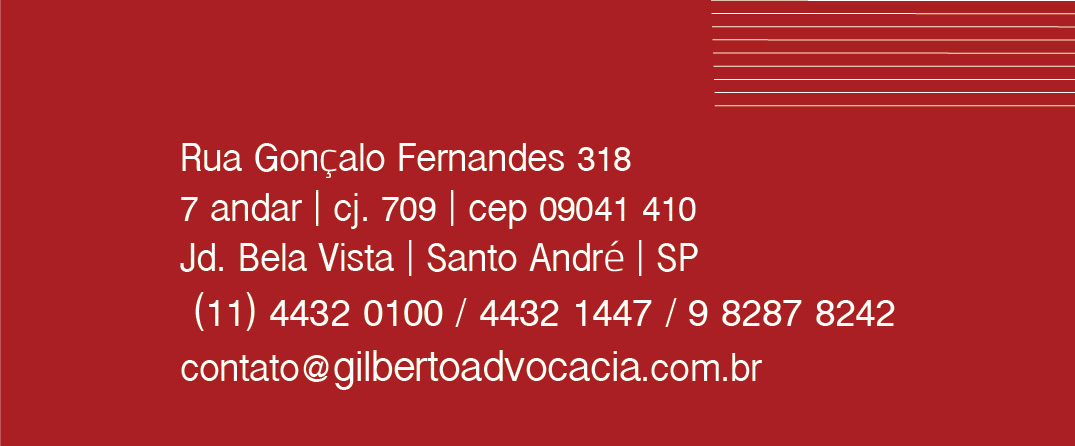 Rua Gonçalo Fernandes 318
7 andar | cj. 709 | cep 09041 410
Jd. Bela Vista | Santo André | SP
(11) 4432 0100 / 4432 1447 / 9 8287 8242
contato@gilbertoadvocacia.com.br